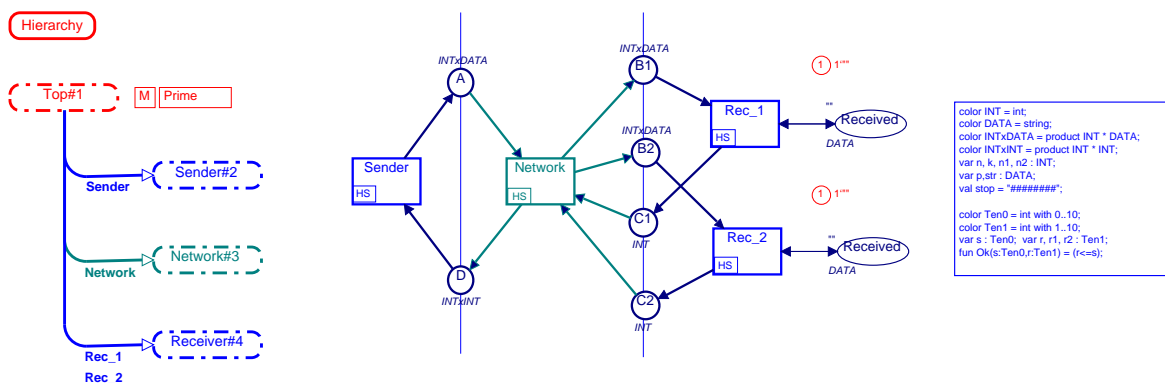 Hierarchy
Top#1
M Prime
Sender
Sender#2
Network
Network#3
Rec_1
Rec_2
Receiver#4
INTxDATA
A
Sender
HS
D
INTxINT
Network
HS
INTxDATA
B1
INTxDATA
B2
C1
INT
C2
INT
Rec_1
HS
1 1`""
""
Received
DATA
Rec_2
HS
1 1`""
""
Received
DATA
color INT = int;
color DATA = string;
color INTxDATA = product INT * DATA;
color INTxINT = product INT * INT;
var n, k, n1, n2 : INT;
var p,str : DATA;
val stop = "########";
color Ten0 = int with 0..10;
color Ten1 = int with 1..10;
var s : Ten0; var r, r1, r2 : Ten1;
fun Ok(s:Ten0,r:Ten1) = (r<=s);